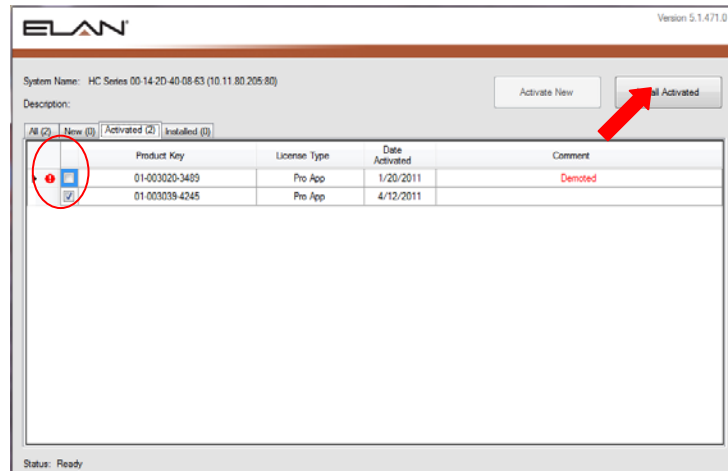 ELAN
Version 5.1.471.0
System Name: HC Series 00-14-2D-40-08-63 (10.11.80.205:80)
Description:
Activate New
all Activated
All (2) New (0) Activated (2) Installed (0)
Product Key License Type Date Activated Comment
01-003020-3489 Pro App 1/20/2011 Demoted
01-003039-4245 Pro App 4/12/2011
Status: Ready